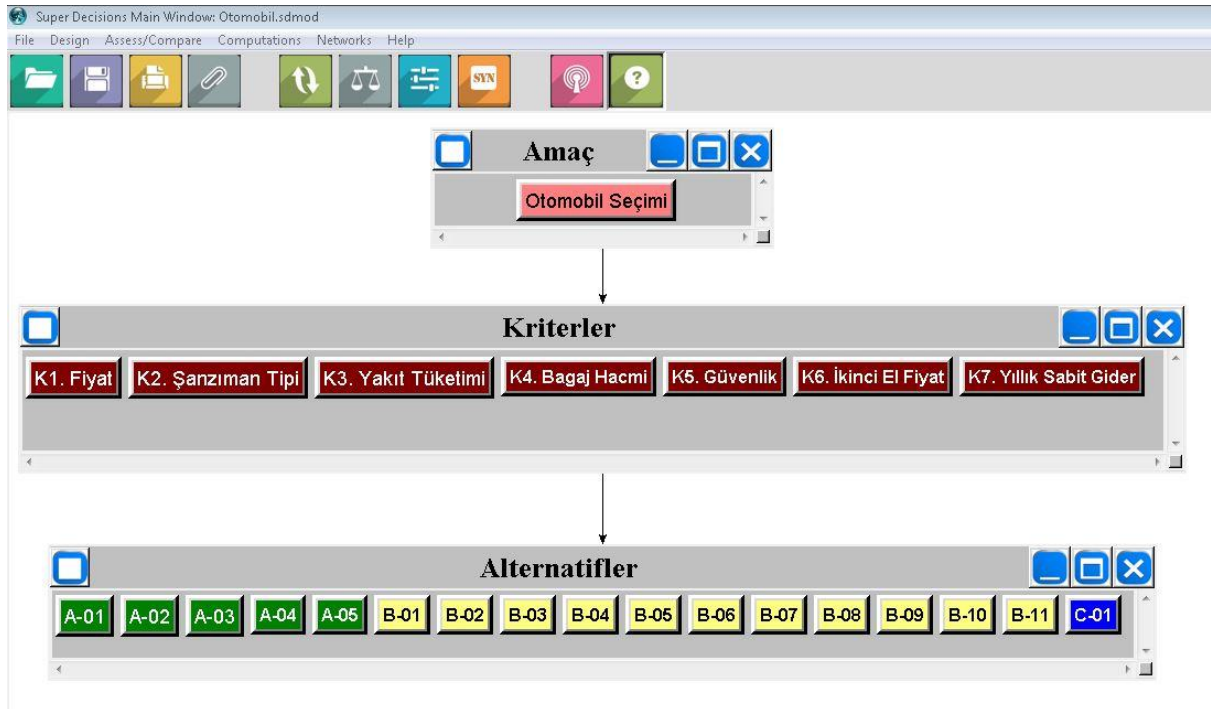 Super Decisions Main Window: Otomobil.sdmod
File Design Assess/Compare Computations Networks Help
SYN ?
Amaç
Otomobil Seçimi
Kriterler
K1. Fiyat K2. Şanzıman Tipi K3. Yakıt Tüketimi K4. Bagaj Hacmi K5. Güvenlik K6. İkinci El Fiyat K7. Yıllık Sabit Gider
Alternatifler
A-01 A-02 A-03 A-04 A-05 B-01 B-02 B-03 B-04 B-05 B-06 B-07 B-08 B-09 B-10 B-11 C-01